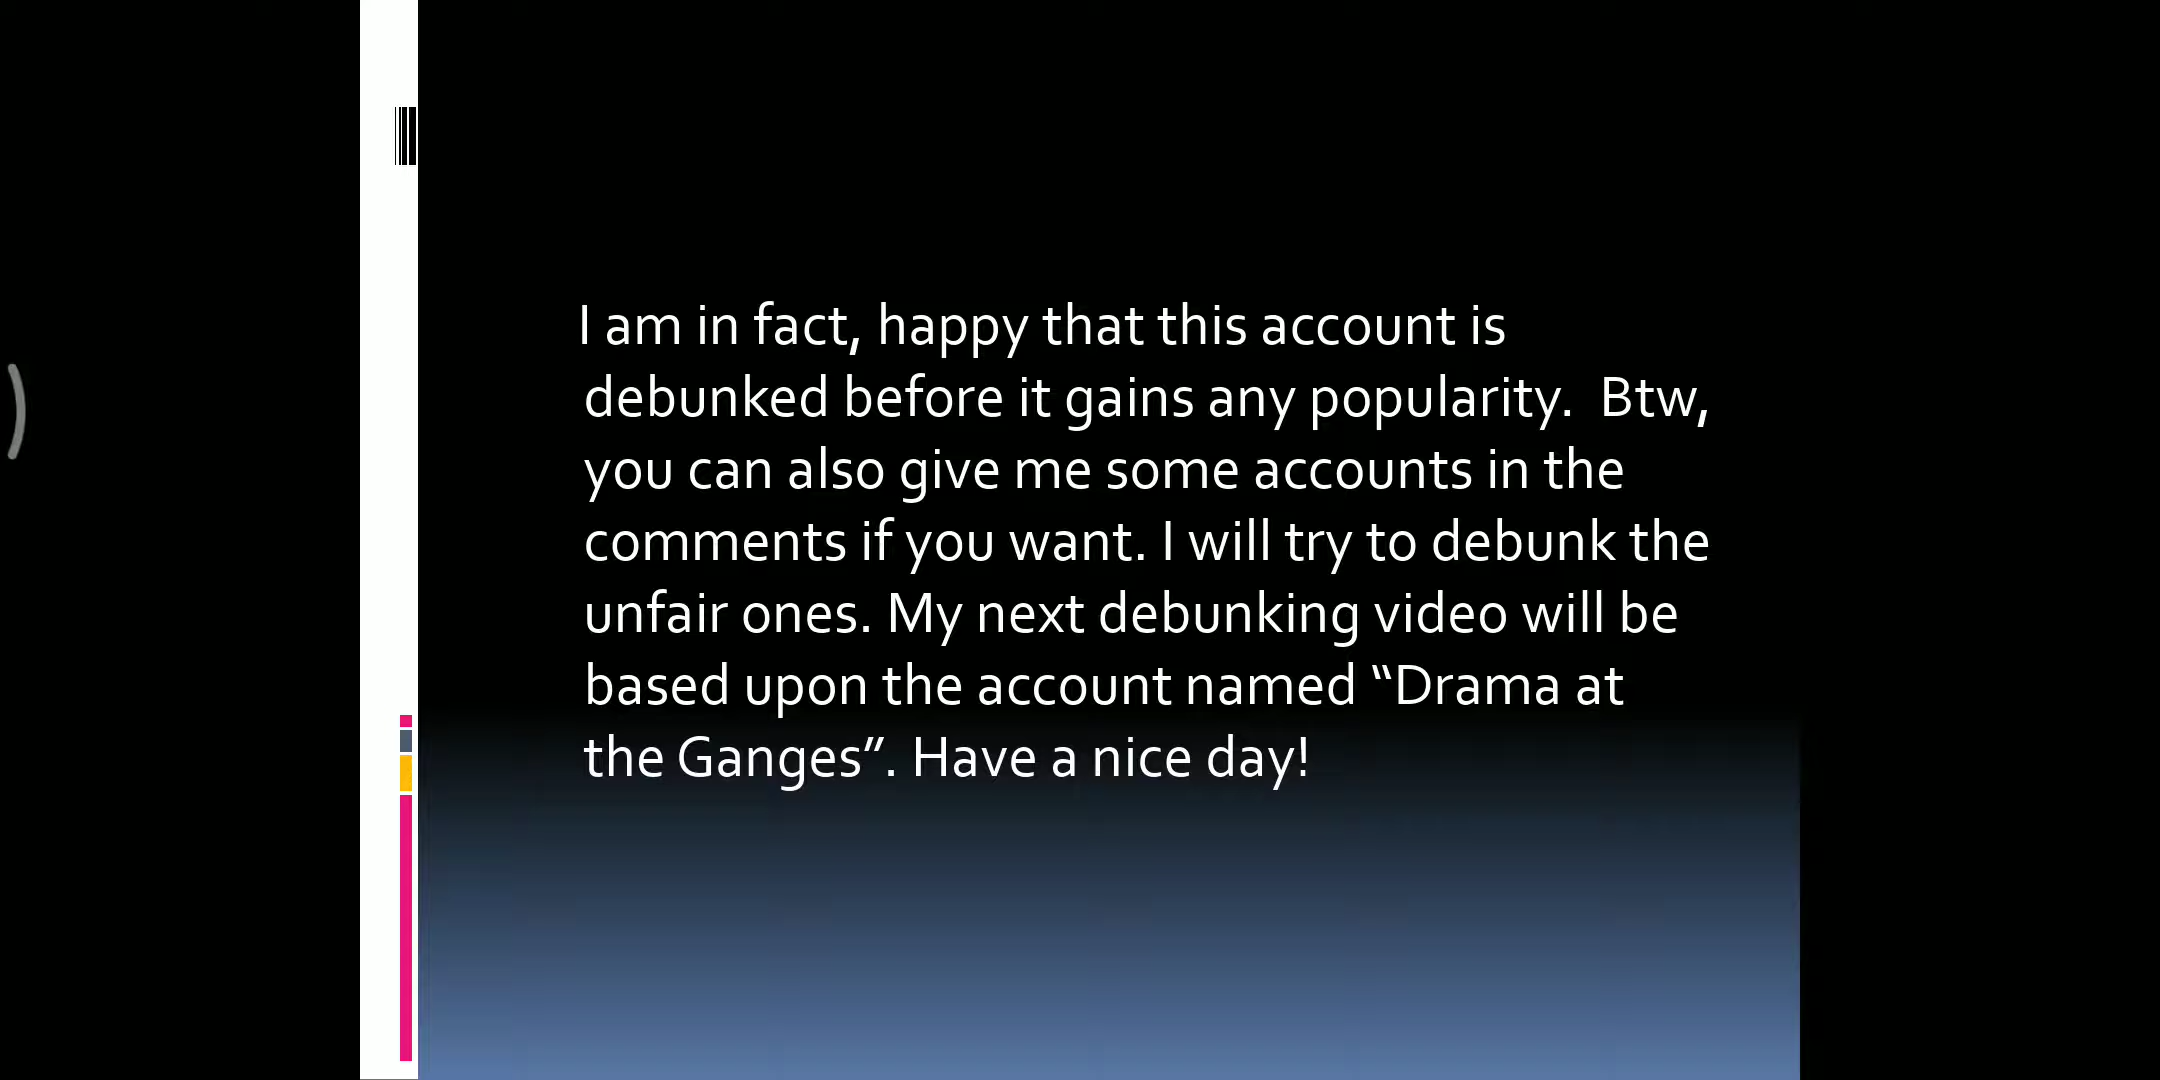 I am in fact, happy that this account is
debunked before it gains any popularity.  Btw,
you can also give me some accounts in the
comments if you want. I will try to debunk the
unfair ones. My next debunking video will be
based upon the account named “Drama at
the Ganges”. Have a nice day!